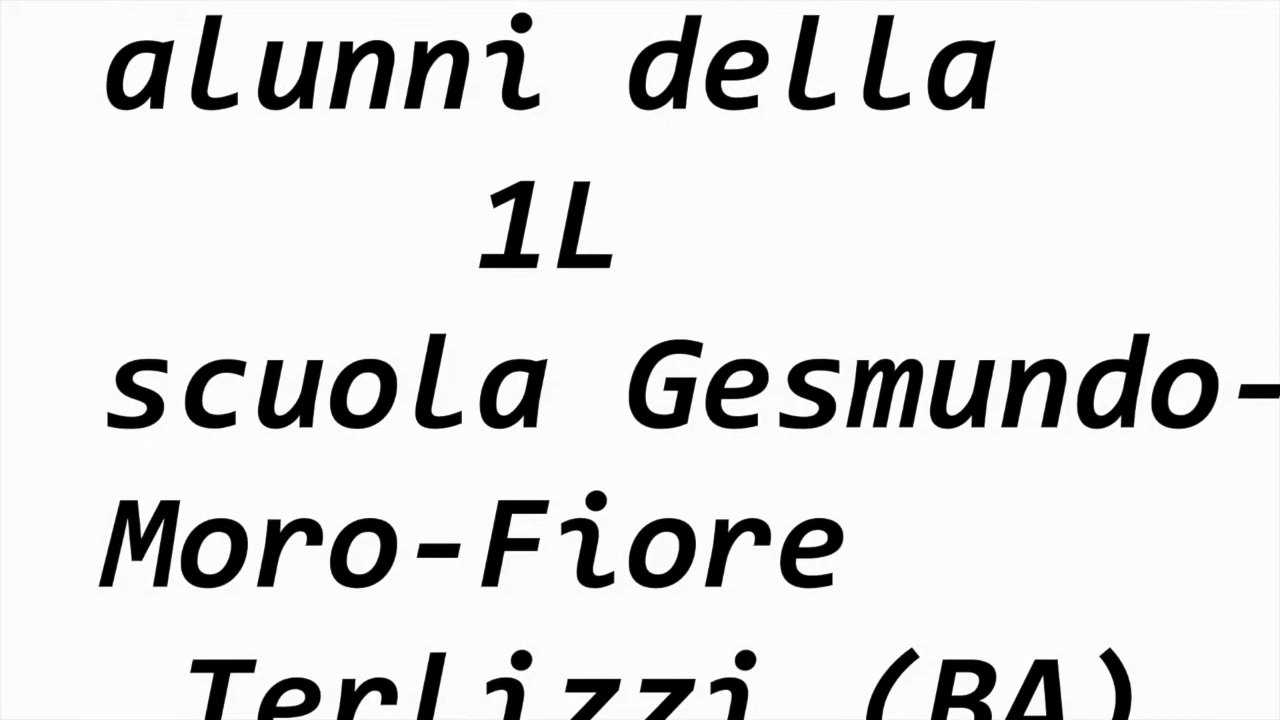 alunni della
1L
scuola Gesmundo-
Moro-Fiore
Terlizzi (BA)